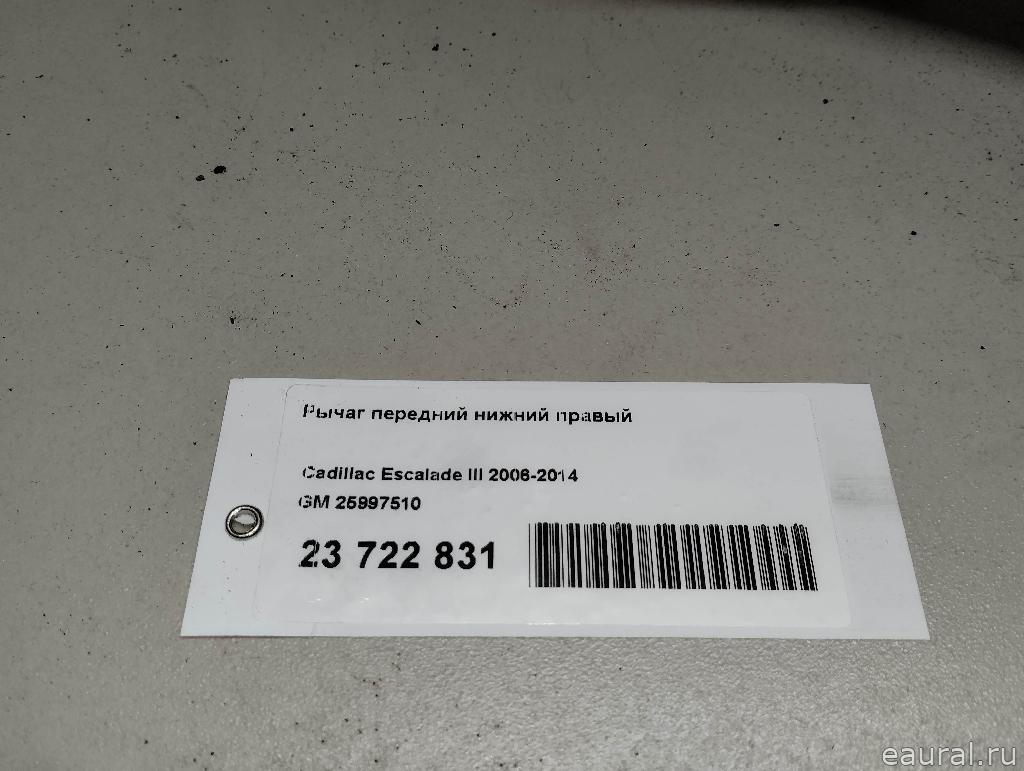 Рычаг передний нижний правый
Cadillac Escalade III 2006-2014
GM 25997510
23 722 831
eaural.ru